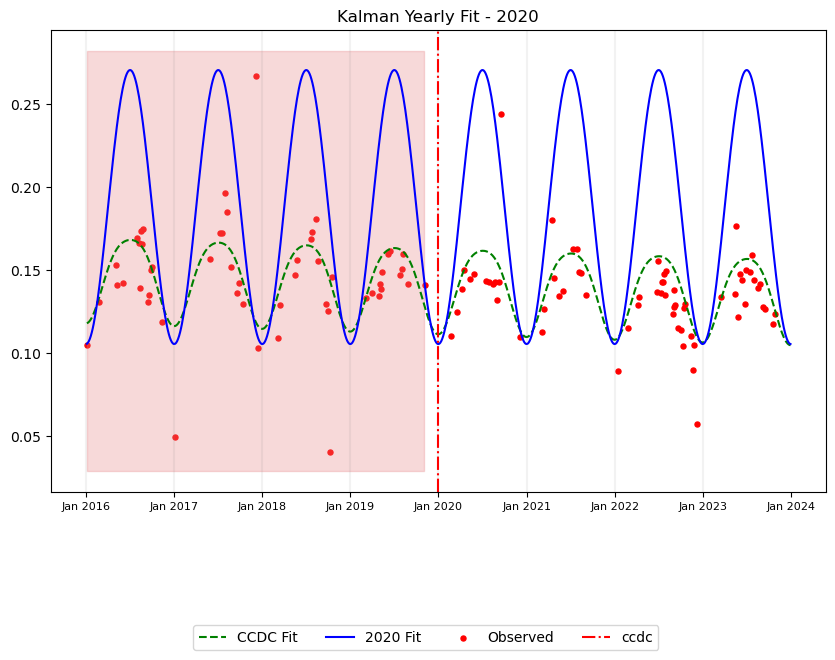 Kalman Yearly Fit - 2020
0.25
0.20
0.15
0.10
0.05
Jan 2016 Jan 2017 Jan 2018 Jan 2019 Jan 2020 Jan 2021 Jan 2022 Jan 2023 Jan 2024
CCDC Fit 2020 Fit Observed ccdc